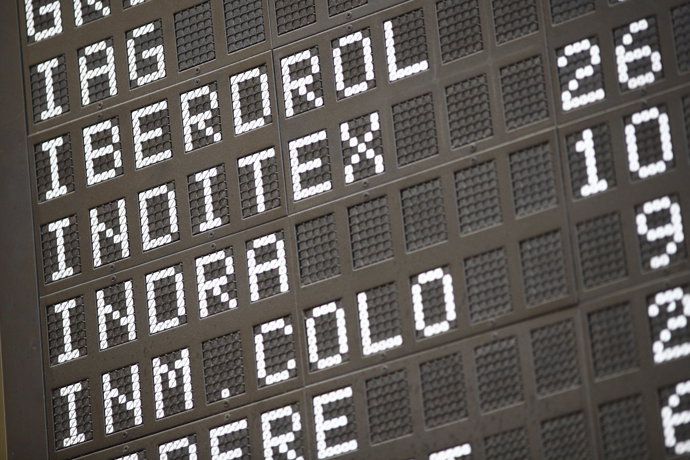 IAG
IBERDROL
INDITEX 26
INDRA 10
INM.COLO 9